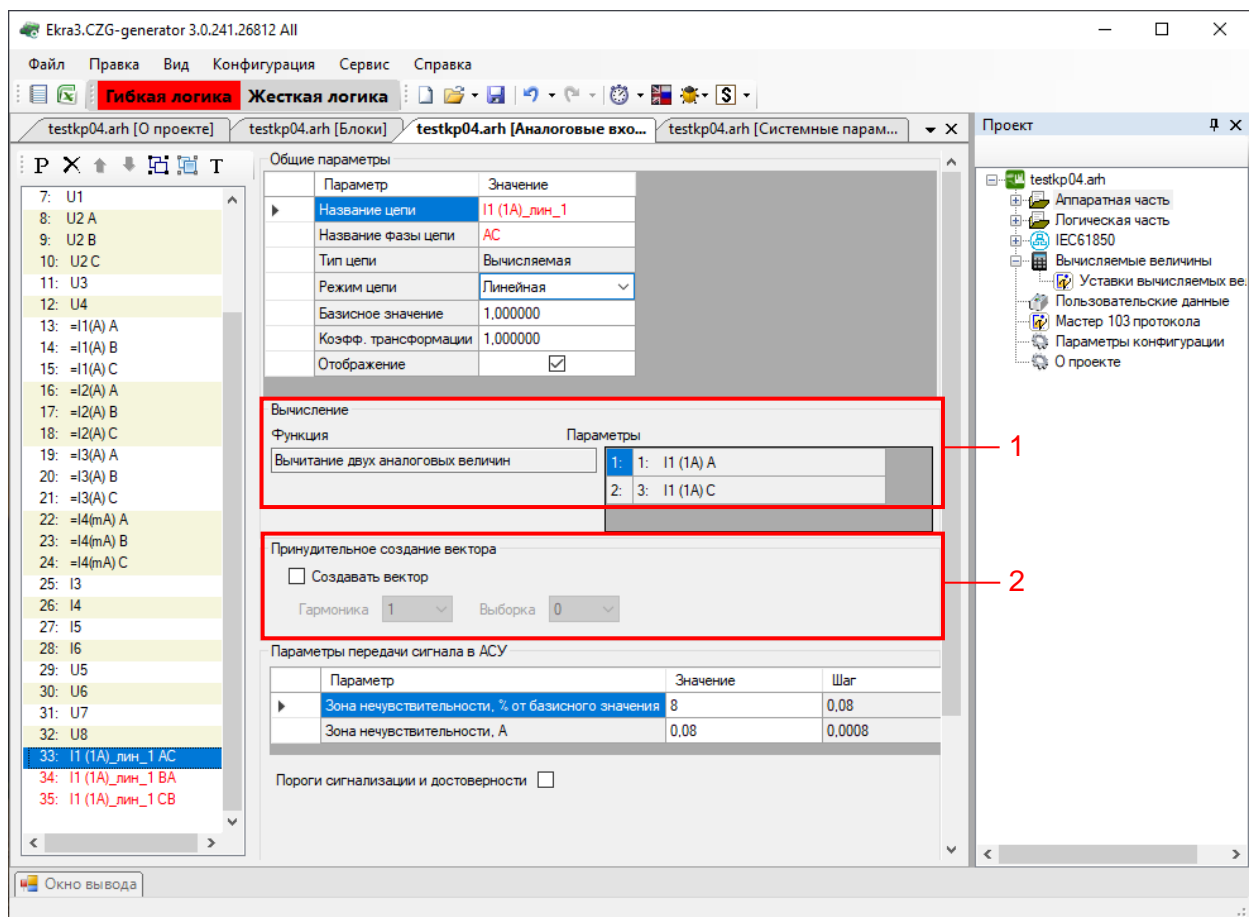 Ekra3.CZG-generator 3.0.241.26812 All
Файл Правка Вид Конфигурация Сервис Справка
Гибкая логика Жесткая логика S
testkp04.arh [О проекте] testkp04.arh [Блоки] testkp04.arh [Аналоговые вхо... testkp04.arh [Системные парам...
P T
7: U1
8: U2 A
9: U2 B
10: U2 C
11: U3
12: U4
13: =I1(A) A
14: =I1(A) B
15: =I1(A) C
16: =I2(A) A
17: =I2(A) B
18: =I2(A) C
19: =I3(A) A
20: =I3(A) B
21: =I3(A) C
22: =I4(mA) A
23: =I4(mA) B
24: =I4(mA) C
25: I3
26: I4
27: I5
28: I6
29: U5
30: U6
31: U7
32: U8
33: I1 (1A)_лин_1 AC
34: I1 (1A)_лин_1 BA
35: I1 (1A)_лин_1 CB
Общие параметры
Параметр Значение
Название цепи I1 (1A)_лин_1
Название фазы цепи AC
Тип цепи Вычисляемая
Режим цепи Линейная
Базисное значение 1,000000
Коэфф. трансформации 1,000000
Отображение
Вычисление
Функция Параметры
Вычитание двух аналоговых величин
1: 1: I1 (1A) A
2: 3: I1 (1A) C
1
Принудительное создание вектора
Создавать вектор
Гармоника 1 Выборка 0
2
Параметры передачи сигнала в АСУ
Параметр Значение Шаг
Зона нечувствительности, % от базисного значения 8 0,08
Зона нечувствительности, А 0,08 0,0008
Пороги сигнализации и достоверности
Проект
testkp04.arh
Аппаратная часть
Логическая часть
IEC61850
Вычисляемые величины
Уставки вычисляемых ве.
Пользовательские данные
Мастер 103 протокола
Параметры конфигурации
О проекте
Окно вывода